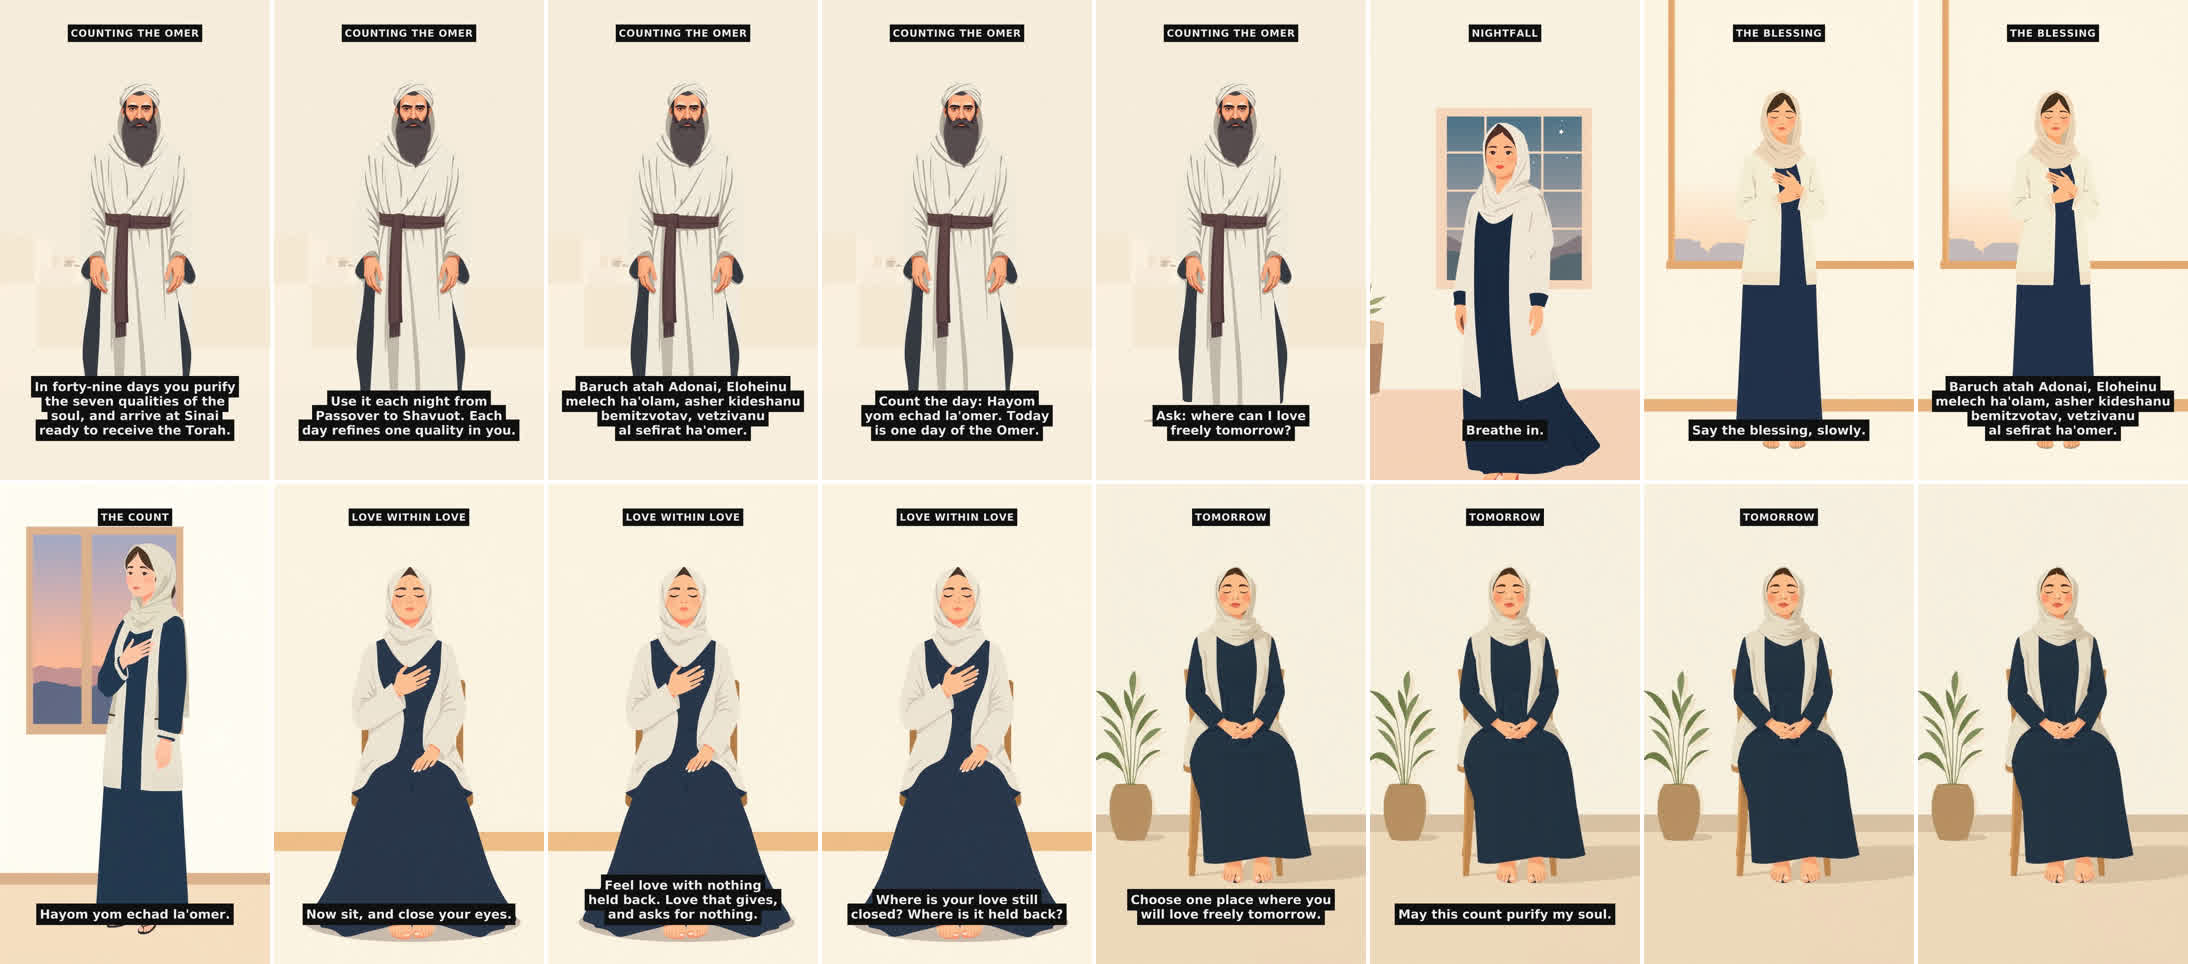 COUNTING THE OMER
In forty-nine days you purify
the seven qualities of the
soul, and arrive at Sinai
ready to receive the Torah.
COUNTING THE OMER
Use it each night from
Passover to Shavuot. Each
day refines one quality in you.
COUNTING THE OMER
Baruch atah Adonai, Eloheinu
melech ha'olam, asher kideshanu
bemitzvotav, vetzivanu
al sefirat ha'omer.
COUNTING THE OMER
Count the day: Hayom
yom echad la'omer. Today
is one day of the Omer.
COUNTING THE OMER
Ask: where can I love
freely tomorrow?
NIGHTFALL
Breathe in.
THE BLESSING
Say the blessing, slowly.
THE BLESSING
Baruch atah Adonai, Eloheinu
melech ha'olam, asher kideshanu
bemitzvotav, vetzivanu
al sefirat ha'omer.
THE COUNT
Hayom yom echad la'omer.
LOVE WITHIN LOVE
Now sit, and close your eyes.
LOVE WITHIN LOVE
Feel love with nothing
held back. Love that gives,
and asks for nothing.
LOVE WITHIN LOVE
Where is your love still
closed? Where is it held back?
TOMORROW
Choose one place where you
will love freely tomorrow.
TOMORROW
May this count purify my soul.
TOMORROW